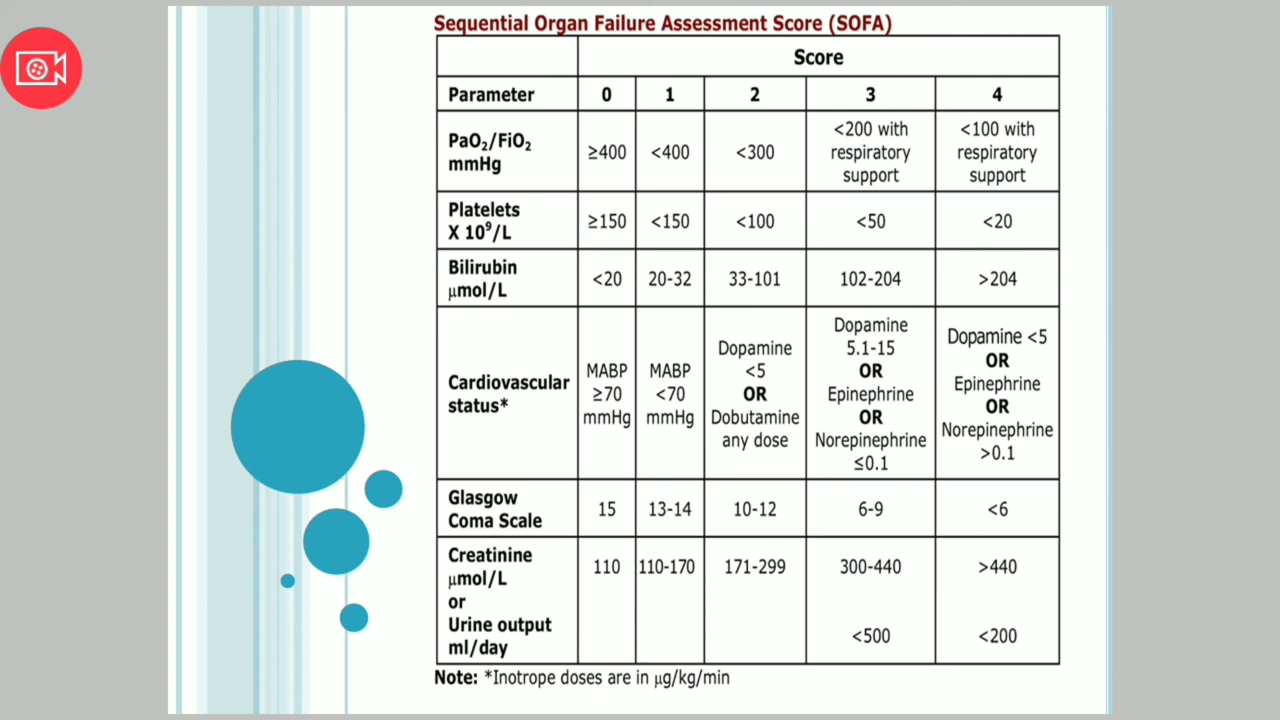 Sequential Organ Failure Assessment Score (SOFA)
Score
Parameter 0 1 2 3 4
PaO₂/FiO₂ mmHg ≥400 <400 <300 <200 with respiratory support <100 with respiratory support
Platelets X 10⁹/L ≥150 <150 <100 <50 <20
Bilirubin µmol/L <20 20-32 33-101 102-204 >204
Cardiovascular status* MABP ≥70 mmHg MABP <70 mmHg Dopamine <5 OR Dobutamine any dose Dopamine 5.1-15 OR Epinephrine OR Norepinephrine ≤0.1 Dopamine <5 OR Epinephrine OR Norepinephrine >0.1
Glasgow Coma Scale 15 13-14 10-12 6-9 <6
Creatinine µmol/L 110 110-170 171-299 300-440 >440
or
Urine output ml/day <500 <200
Note: *Inotrope doses are in µg/kg/min